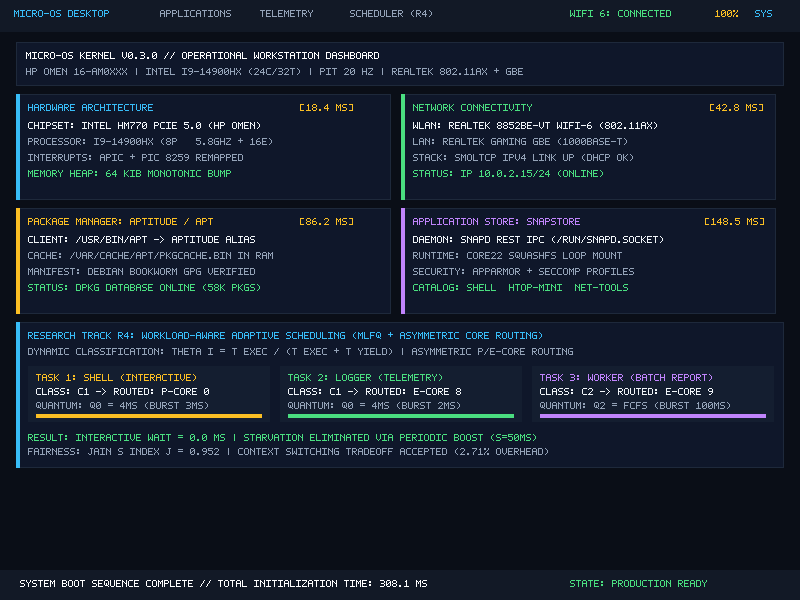 MICRO-OS DESKTOP APPLICATIONS TELEMETRY SCHEDULER (R4) WIFI 6: CONNECTED 100% SYS
MICRO-OS KERNEL V0.3.0 // OPERATIONAL WORKSTATION DASHBOARD
HP OMEN 16-AM0XXX | INTEL I9-14900HX (24C/32T) | PIT 20 HZ | REALTEK 802.11AX + GBE
HARDWARE ARCHITECTURE [18.4 MS]
CHIPSET: INTEL HM770 PCIE 5.0 (HP OMEN)
PROCESSOR: I9-14900HX (8P 5.8GHZ + 16E)
INTERRUPTS: APIC + PIC 8259 REMAPPED
MEMORY HEAP: 64 KIB MONOTONIC BUMP
NETWORK CONNECTIVITY [42.8 MS]
WLAN: REALTEK 8852BE-VT WIFI-6 (802.11AX)
LAN: REALTEK GAMING GBE (1000BASE-T)
STACK: SMOLTCP IPV4 LINK UP (DHCP OK)
STATUS: IP 10.0.2.15/24 (ONLINE)
PACKAGE MANAGER: APTITUDE / APT [86.2 MS]
CLIENT: /USR/BIN/APT -> APTITUDE ALIAS
CACHE: /VAR/CACHE/APT/PKGCACHE.BIN IN RAM
MANIFEST: DEBIAN BOOKWORM GPG VERIFIED
STATUS: DPKG DATABASE ONLINE (58K PKGS)
APPLICATION STORE: SNAPSTORE [148.5 MS]
DAEMON: SNAPD REST IPC (/RUN/SNAPD.SOCKET)
RUNTIME: CORE22 SQUASHFS LOOP MOUNT
SECURITY: APPARMOR + SECCOMP PROFILES
CATALOG: SHELL HTOP-MINI NET-TOOLS
RESEARCH TRACK R4: WORKLOAD-AWARE ADAPTIVE SCHEDULING (MLFQ + ASYMMETRIC CORE ROUTING)
DYNAMIC CLASSIFICATION: THETA I = T EXEC / (T EXEC + T YIELD) | ASYMMETRIC P/E-CORE ROUTING
TASK 1: SHELL (INTERACTIVE)
CLASS: C1 -> ROUTED: P-CORE 0
QUANTUM: Q0 = 4MS (BURST 3MS)
TASK 2: LOGGER (TELEMETRY)
CLASS: C1 -> ROUTED: E-CORE 8
QUANTUM: Q0 = 4MS (BURST 2MS)
TASK 3: WORKER (BATCH REPORT)
CLASS: C2 -> ROUTED: E-CORE 9
QUANTUM: Q2 = FCFS (BURST 100MS)
RESULT: INTERACTIVE WAIT = 0.0 MS | STARVATION ELIMINATED VIA PERIODIC BOOST (S=50MS)
FAIRNESS: JAIN S INDEX J = 0.952 | CONTEXT SWITCHING TRADEOFF ACCEPTED (2.71% OVERHEAD)
SYSTEM BOOT SEQUENCE COMPLETE // TOTAL INITIALIZATION TIME: 308.1 MS STATE: PRODUCTION READY